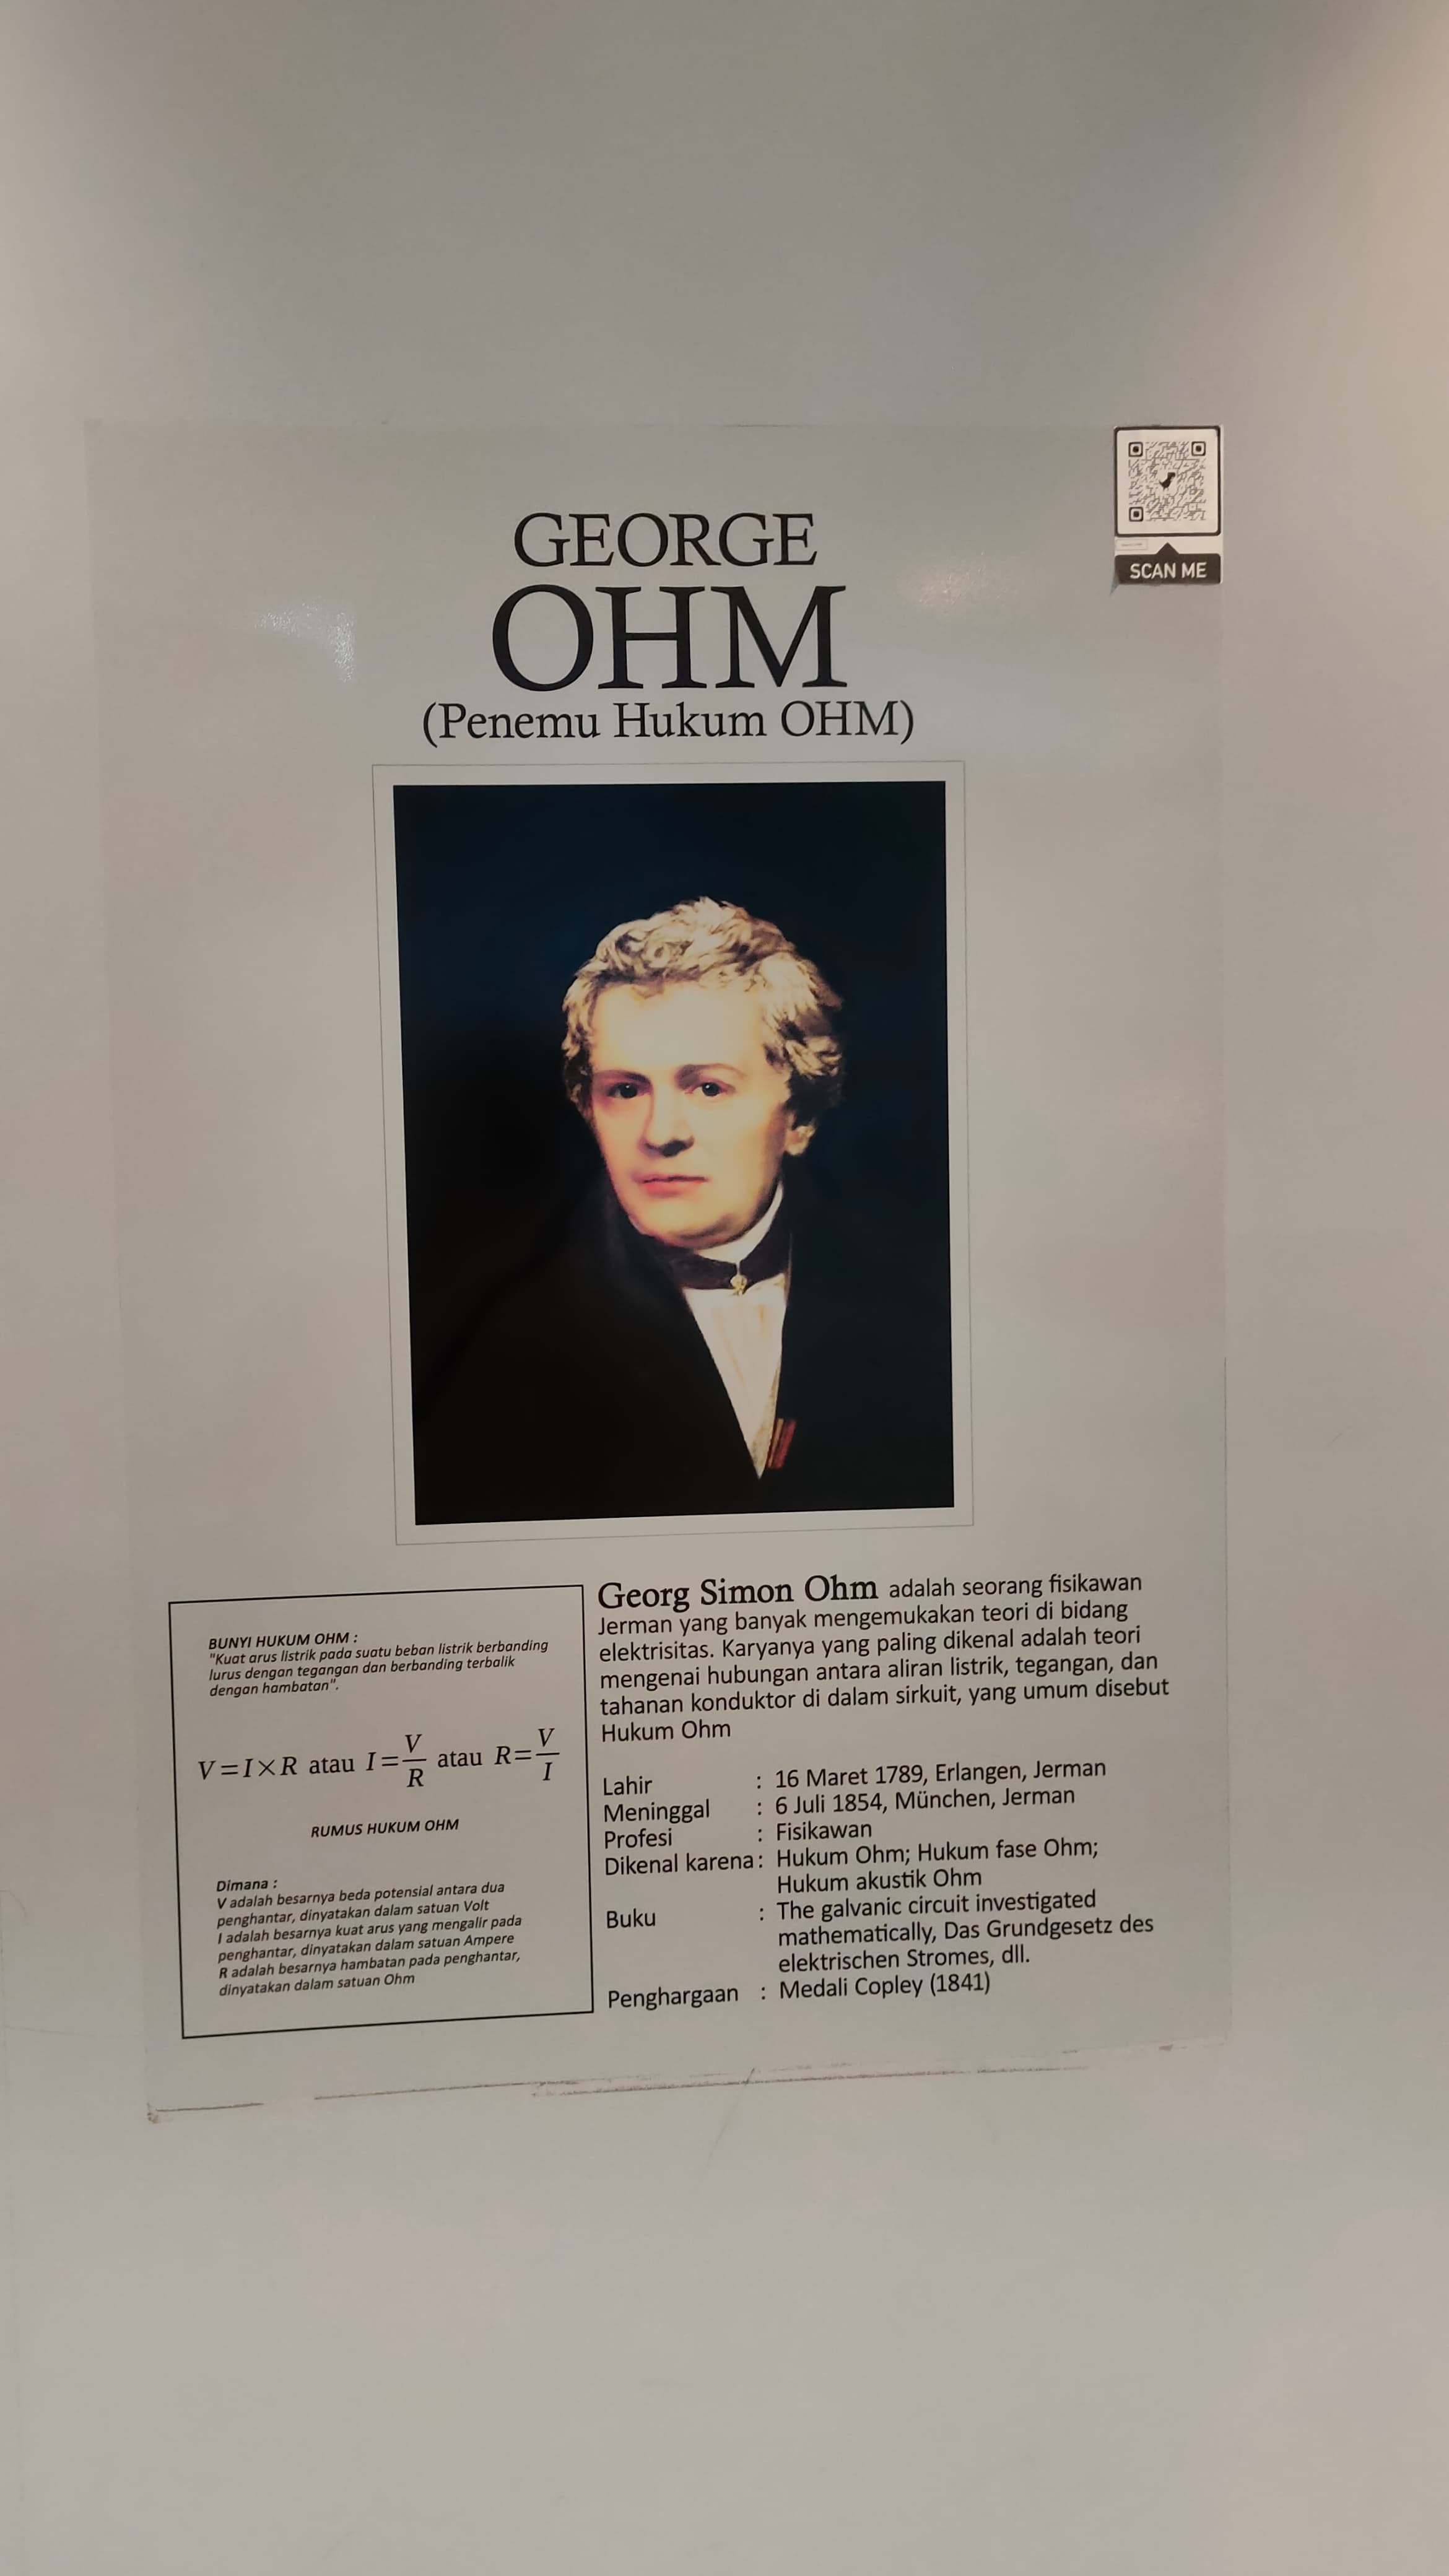 SCAN ME
GEORGE
OHM
(Penemu Hukum OHM)
BUNYI HUKUM OHM :
"Kuat arus listrik pada suatu beban listrik berbanding
lurus dengan tegangan dan berbanding terbalik
dengan hambatan".
V=I×R atau I=V/R atau R=V/I
RUMUS HUKUM OHM
Dimana :
V adalah besarnya beda potensial antara dua
penghantar, dinyatakan dalam satuan Volt
I adalah besarnya kuat arus yang mengalir pada
penghantar, dinyatakan dalam satuan Ampere
R adalah besarnya hambatan pada penghantar,
dinyatakan dalam satuan Ohm
Georg Simon Ohm adalah seorang fisikawan
Jerman yang banyak mengemukakan teori di bidang
elektrisitas. Karyanya yang paling dikenal adalah teori
mengenai hubungan antara aliran listrik, tegangan, dan
tahanan konduktor di dalam sirkuit, yang umum disebut
Hukum Ohm
Lahir : 16 Maret 1789, Erlangen, Jerman
Meninggal : 6 Juli 1854, München, Jerman
Profesi : Fisikawan
Dikenal karena : Hukum Ohm; Hukum fase Ohm;
Hukum akustik Ohm
Buku : The galvanic circuit investigated
mathematically, Das Grundgesetz des
elektrischen Stromes, dll.
Penghargaan : Medali Copley (1841)